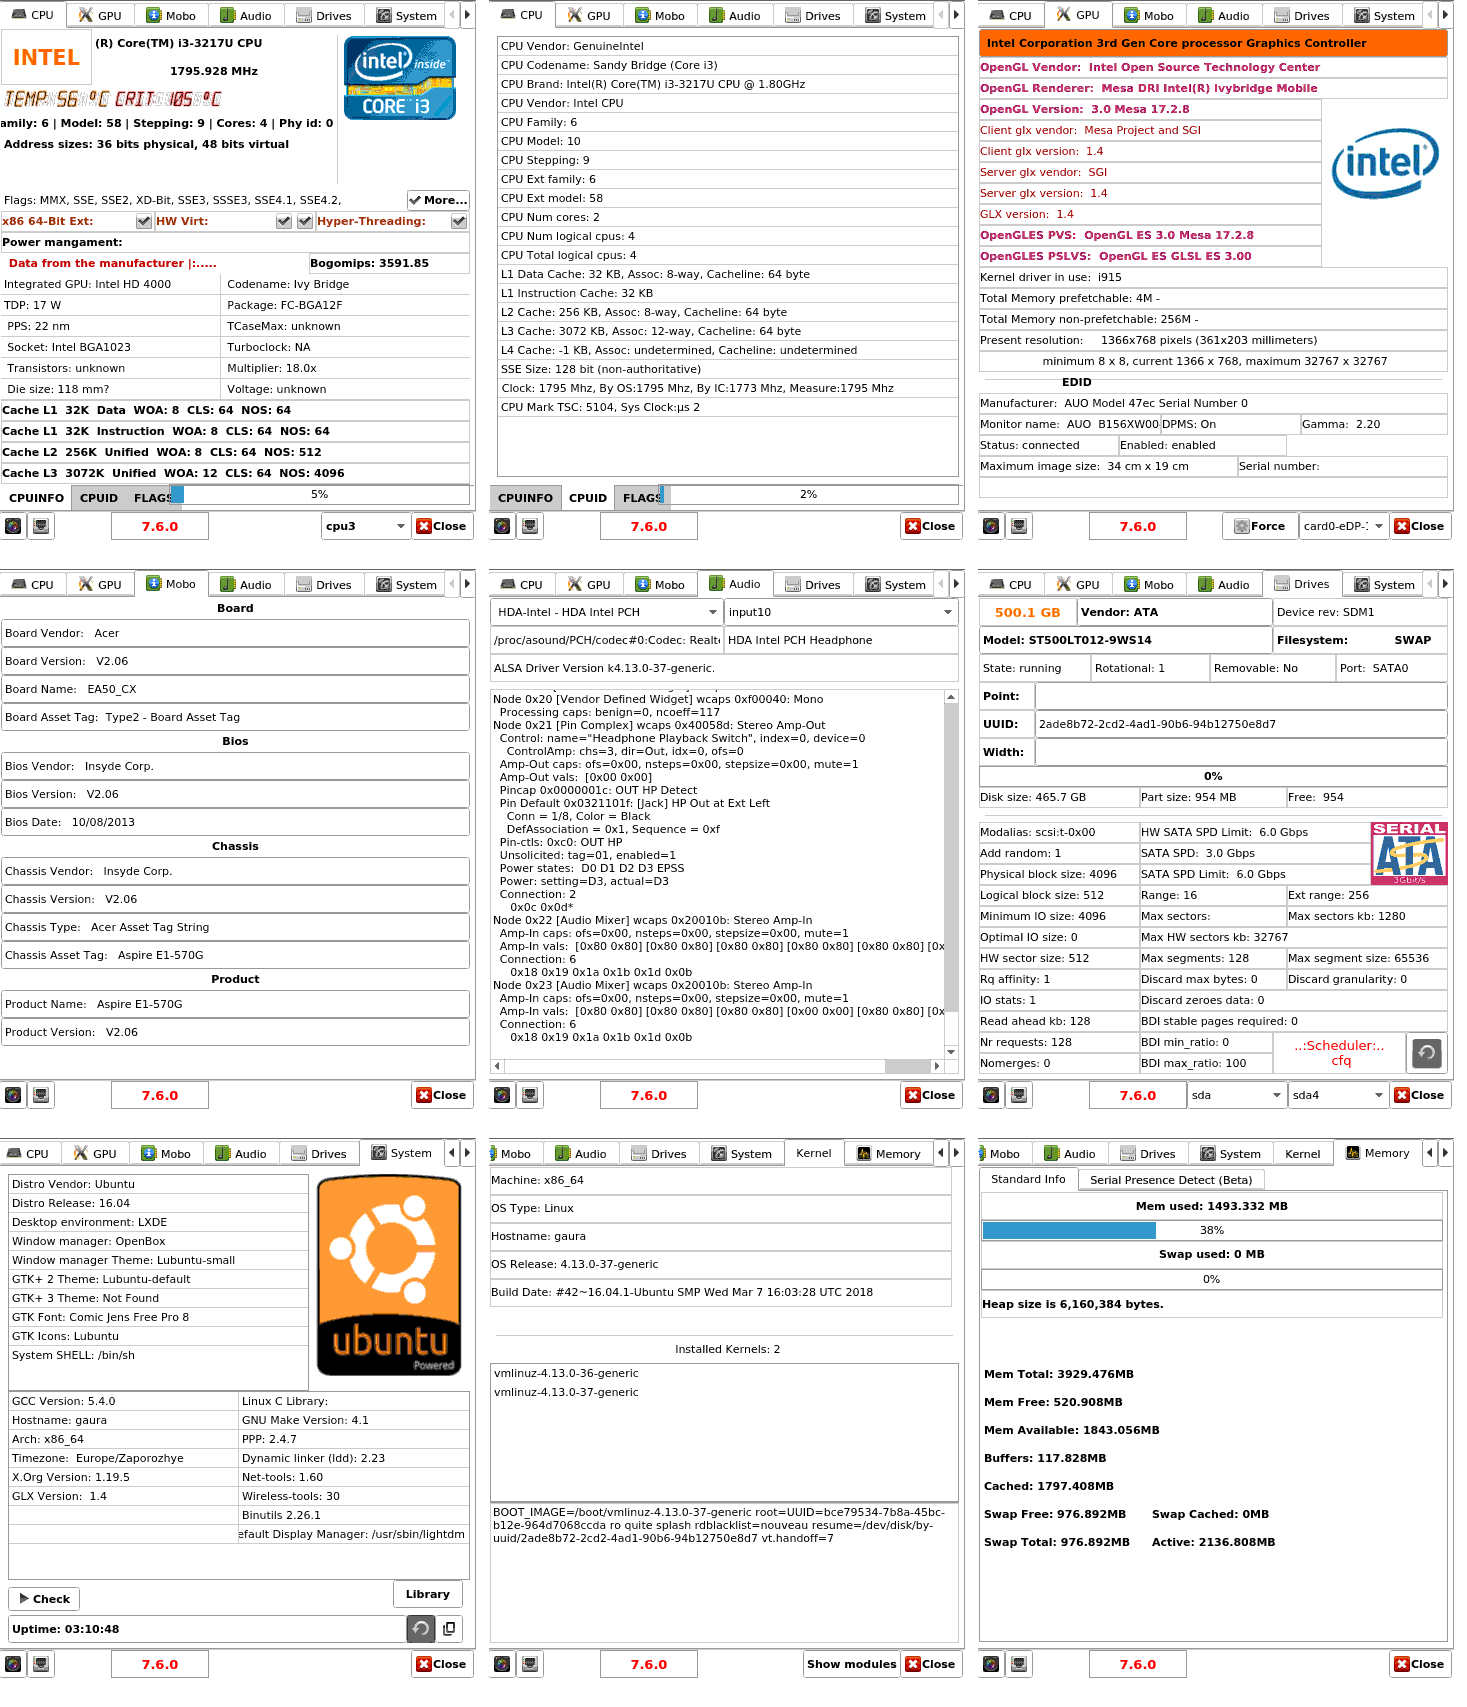 CPU GPU Mobo Audio Drives System
INTEL
(R) Core(TM) i3-3217U CPU
1795.928 MHz
intel inside
CORE i3
TEMP 56 °C CRIT 105 °C
amily: 6 | Model: 58 | Stepping: 9 | Cores: 4 | Phy id: 0
Address sizes: 36 bits physical, 48 bits virtual
Flags: MMX, SSE, SSE2, XD-Bit, SSE3, SSSE3, SSE4.1, SSE4.2,
More...
x86 64-Bit Ext: HW Virt: Hyper-Threading:
Power mangament:
Data from the manufacturer |:..... Bogomips: 3591.85
Integrated GPU: Intel HD 4000 Codename: Ivy Bridge
TDP: 17 W Package: FC-BGA12F
PPS: 22 nm TCaseMax: unknown
Socket: Intel BGA1023 Turboclock: NA
Transistors: unknown Multiplier: 18.0x
Die size: 118 mm? Voltage: unknown
Cache L1 32K Data WOA: 8 CLS: 64 NOS: 64
Cache L1 32K Instruction WOA: 8 CLS: 64 NOS: 64
Cache L2 256K Unified WOA: 8 CLS: 64 NOS: 512
Cache L3 3072K Unified WOA: 12 CLS: 64 NOS: 4096
CPUINFO CPUID FLAGS 5%
7.6.0 cpu3 Close
CPU GPU Mobo Audio Drives System
CPU Vendor: GenuineIntel
CPU Codename: Sandy Bridge (Core i3)
CPU Brand: Intel(R) Core(TM) i3-3217U CPU @ 1.80GHz
CPU Vendor: Intel CPU
CPU Family: 6
CPU Model: 10
CPU Stepping: 9
CPU Ext family: 6
CPU Ext model: 58
CPU Num cores: 2
CPU Num logical cpus: 4
CPU Total logical cpus: 4
L1 Data Cache: 32 KB, Assoc: 8-way, Cacheline: 64 byte
L1 Instruction Cache: 32 KB
L2 Cache: 256 KB, Assoc: 8-way, Cacheline: 64 byte
L3 Cache: 3072 KB, Assoc: 12-way, Cacheline: 64 byte
L4 Cache: -1 KB, Assoc: undetermined, Cacheline: undetermined
SSE Size: 128 bit (non-authoritative)
Clock: 1795 Mhz, By OS:1795 Mhz, By IC:1773 Mhz, Measure:1795 Mhz
CPU Mark TSC: 5104, Sys Clock:µs 2
CPUINFO CPUID FLAGS 2%
7.6.0 Close
CPU GPU Mobo Audio Drives System
Intel Corporation 3rd Gen Core processor Graphics Controller
OpenGL Vendor: Intel Open Source Technology Center
OpenGL Renderer: Mesa DRI Intel(R) Ivybridge Mobile
OpenGL Version: 3.0 Mesa 17.2.8
Client glx vendor: Mesa Project and SGI
Client glx version: 1.4
Server glx vendor: SGI
Server glx version: 1.4
GLX version: 1.4
intel
OpenGLES PVS: OpenGL ES 3.0 Mesa 17.2.8
OpenGLES PSLVS: OpenGL ES GLSL ES 3.00
Kernel driver in use: i915
Total Memory prefetchable: 4M -
Total Memory non-prefetchable: 256M -
Present resolution: 1366x768 pixels (361x203 millimeters)
minimum 8 x 8, current 1366 x 768, maximum 32767 x 32767
EDID
Manufacturer: AUO Model 47ec Serial Number 0
Monitor name: AUO B156XW00 DPMS: On Gamma: 2.20
Status: connected Enabled: enabled
Maximum image size: 34 cm x 19 cm Serial number:
7.6.0 Force card0-eDP-1 Close
CPU GPU Mobo Audio Drives System
Board
Board Vendor: Acer
Board Version: V2.06
Board Name: EA50_CX
Board Asset Tag: Type2 - Board Asset Tag
Bios
Bios Vendor: Insyde Corp.
Bios Version: V2.06
Bios Date: 10/08/2013
Chassis
Chassis Vendor: Insyde Corp.
Chassis Version: V2.06
Chassis Type: Acer Asset Tag String
Chassis Asset Tag: Aspire E1-570G
Product
Product Name: Aspire E1-570G
Product Version: V2.06
7.6.0 Close
CPU GPU Mobo Audio Drives System
HDA-Intel - HDA Intel PCH input10
/proc/asound/PCH/codec#0:Codec: Realte HDA Intel PCH Headphone
ALSA Driver Version k4.13.0-37-generic.
Node 0x20 [Vendor Defined Widget] wcaps 0xf00040: Mono
Processing caps: benign=0, ncoeff=117
Node 0x21 [Pin Complex] wcaps 0x40058d: Stereo Amp-Out
Control: name="Headphone Playback Switch", index=0, device=0
ControlAmp: chs=3, dir=Out, idx=0, ofs=0
Amp-Out caps: ofs=0x00, nsteps=0x00, stepsize=0x00, mute=1
Amp-Out vals: [0x00 0x00]
Pincap 0x0000001c: OUT HP Detect
Pin Default 0x0321101f: [Jack] HP Out at Ext Left
Conn = 1/8, Color = Black
DefAssociation = 0x1, Sequence = 0xf
Pin-ctls: 0xc0: OUT HP
Unsolicited: tag=01, enabled=1
Power states: D0 D1 D2 D3 EPSS
Power: setting=D3, actual=D3
Connection: 2
0x0c 0x0d*
Node 0x22 [Audio Mixer] wcaps 0x20010b: Stereo Amp-In
Amp-In caps: ofs=0x00, nsteps=0x00, stepsize=0x00, mute=1
Amp-In vals: [0x80 0x80] [0x80 0x80] [0x80 0x80] [0x80 0x80] [0x80 0x80] [0x
Connection: 6
0x18 0x19 0x1a 0x1b 0x1d 0x0b
Node 0x23 [Audio Mixer] wcaps 0x20010b: Stereo Amp-In
Amp-In caps: ofs=0x00, nsteps=0x00, stepsize=0x00, mute=1
Amp-In vals: [0x80 0x80] [0x80 0x80] [0x80 0x80] [0x00 0x00] [0x80 0x80] [0x
Connection: 6
0x18 0x19 0x1a 0x1b 0x1d 0x0b
7.6.0 Close
CPU GPU Mobo Audio Drives System
500.1 GB Vendor: ATA Device rev: SDM1
Model: ST500LT012-9WS14 Filesystem: SWAP
State: running Rotational: 1 Removable: No Port: SATA0
Point:
UUID: 2ade8b72-2cd2-4ad1-90b6-94b12750e8d7
Width:
0%
Disk size: 465.7 GB Part size: 954 MB Free: 954
Modalias: scsi:t-0x00 HW SATA SPD Limit: 6.0 Gbps
Add random: 1 SATA SPD: 3.0 Gbps
Physical block size: 4096 SATA SPD Limit: 6.0 Gbps
SERIAL
ATA
3Gbit/s
Logical block size: 512 Range: 16 Ext range: 256
Minimum IO size: 4096 Max sectors: Max sectors kb: 1280
Optimal IO size: 0 Max HW sectors kb: 32767
HW sector size: 512 Max segments: 128 Max segment size: 65536
Rq affinity: 1 Discard max bytes: 0 Discard granularity: 0
IO stats: 1 Discard zeroes data: 0
Read ahead kb: 128 BDI stable pages required: 0
Nr requests: 128 BDI min_ratio: 0 ..:Scheduler:..
Nomerges: 0 BDI max_ratio: 100 cfq
7.6.0 sda sda4 Close
CPU GPU Mobo Audio Drives System
Distro Vendor: Ubuntu
Distro Release: 16.04
Desktop environment: LXDE
Window manager: OpenBox
Window manager Theme: Lubuntu-small
GTK+ 2 Theme: Lubuntu-default
GTK+ 3 Theme: Not Found
GTK Font: Comic Jens Free Pro 8
GTK Icons: Lubuntu
System SHELL: /bin/sh
ubuntu
Powered
GCC Version: 5.4.0 Linux C Library:
Hostname: gaura GNU Make Version: 4.1
Arch: x86_64 PPP: 2.4.7
Timezone: Europe/Zaporozhye Dynamic linker (ldd): 2.23
X.Org Version: 1.19.5 Net-tools: 1.60
GLX Version: 1.4 Wireless-tools: 30
Binutils 2.26.1
efault Display Manager: /usr/sbin/lightdm
Check Library
Uptime: 03:10:48
7.6.0 Close
Mobo Audio Drives System Kernel Memory
Machine: x86_64
OS Type: Linux
Hostname: gaura
OS Release: 4.13.0-37-generic
Build Date: #42~16.04.1-Ubuntu SMP Wed Mar 7 16:03:28 UTC 2018
Installed Kernels: 2
vmlinuz-4.13.0-36-generic
vmlinuz-4.13.0-37-generic
BOOT_IMAGE=/boot/vmlinuz-4.13.0-37-generic root=UUID=bce79534-7b8a-45bc-
b12e-964d7068ccda ro quite splash rdblacklist=nouveau resume=/dev/disk/by-
uuid/2ade8b72-2cd2-4ad1-90b6-94b12750e8d7 vt.handoff=7
7.6.0 Show modules Close
Mobo Audio Drives System Kernel Memory
Standard Info Serial Presence Detect (Beta)
Mem used: 1493.332 MB
38%
Swap used: 0 MB
0%
Heap size is 6,160,384 bytes.
Mem Total: 3929.476MB
Mem Free: 520.908MB
Mem Available: 1843.056MB
Buffers: 117.828MB
Cached: 1797.408MB
Swap Free: 976.892MB Swap Cached: 0MB
Swap Total: 976.892MB Active: 2136.808MB
7.6.0 Close